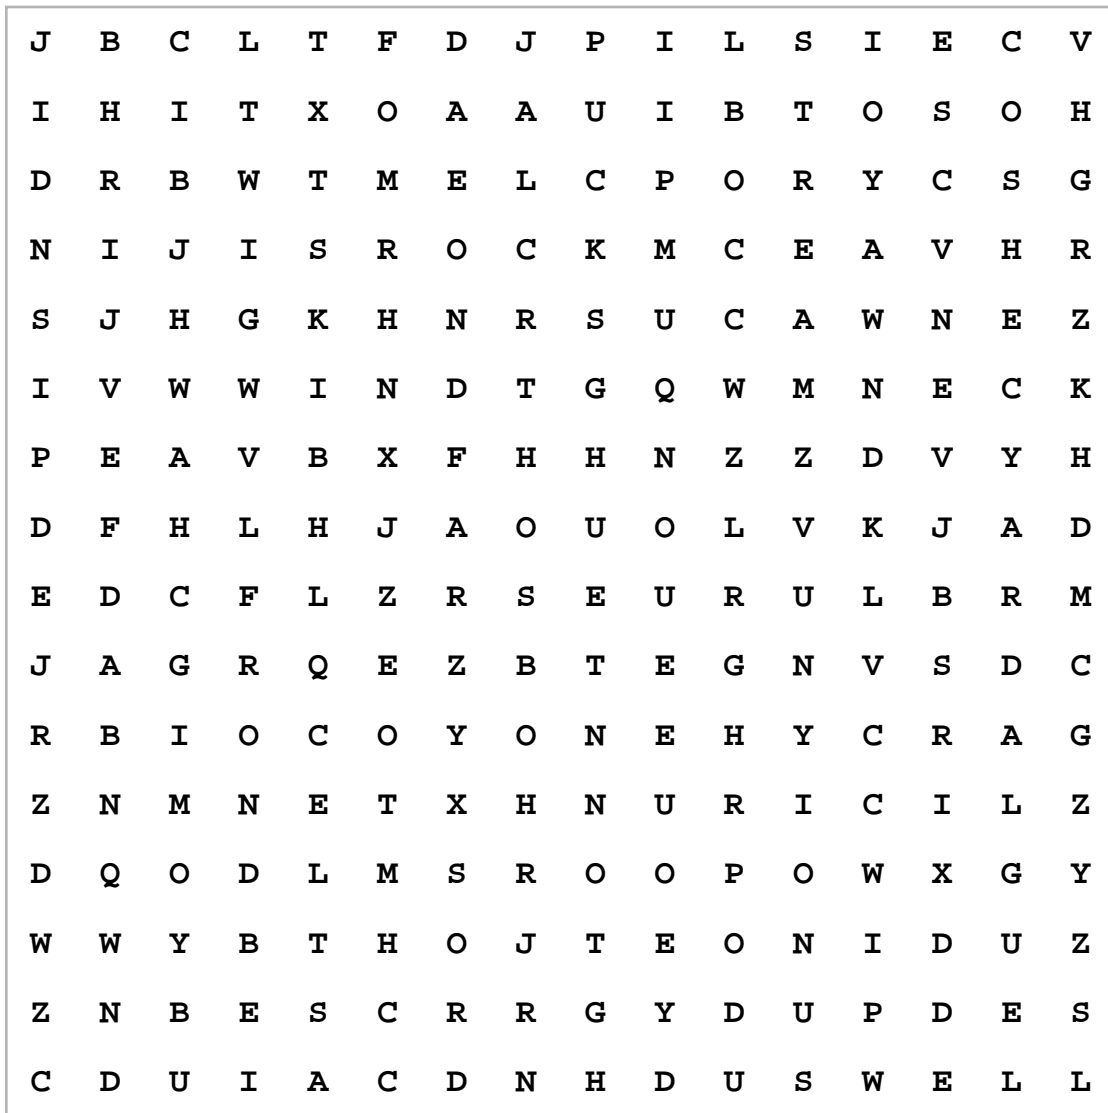 J B C L T F D J P I L S I E C V
I H I T X O A A U I B T O S O H
D R B W T M E L C P O R Y C S G
N I J I S R O C K M C E A V H R
S J H G K H N R S U C A W N E Z
I V W W I N D T G Q W M N E C K
P E A V B X F H H N Z Z D V Y H
D F H L H J A O U O L V K J A D
E D C F L Z R S E U R U L B R M
J A G R Q E Z B T E G N V S D C
R B I O C O Y O N E H Y C R A G
Z N M N E T X H N U R I C I L Z
D Q O D L M S R O O P O W X G Y
W W Y B T H O J T E O N I D U Z
Z N B E S C R R G Y D U P D E S
C D U I A C D N H D U S W E L L